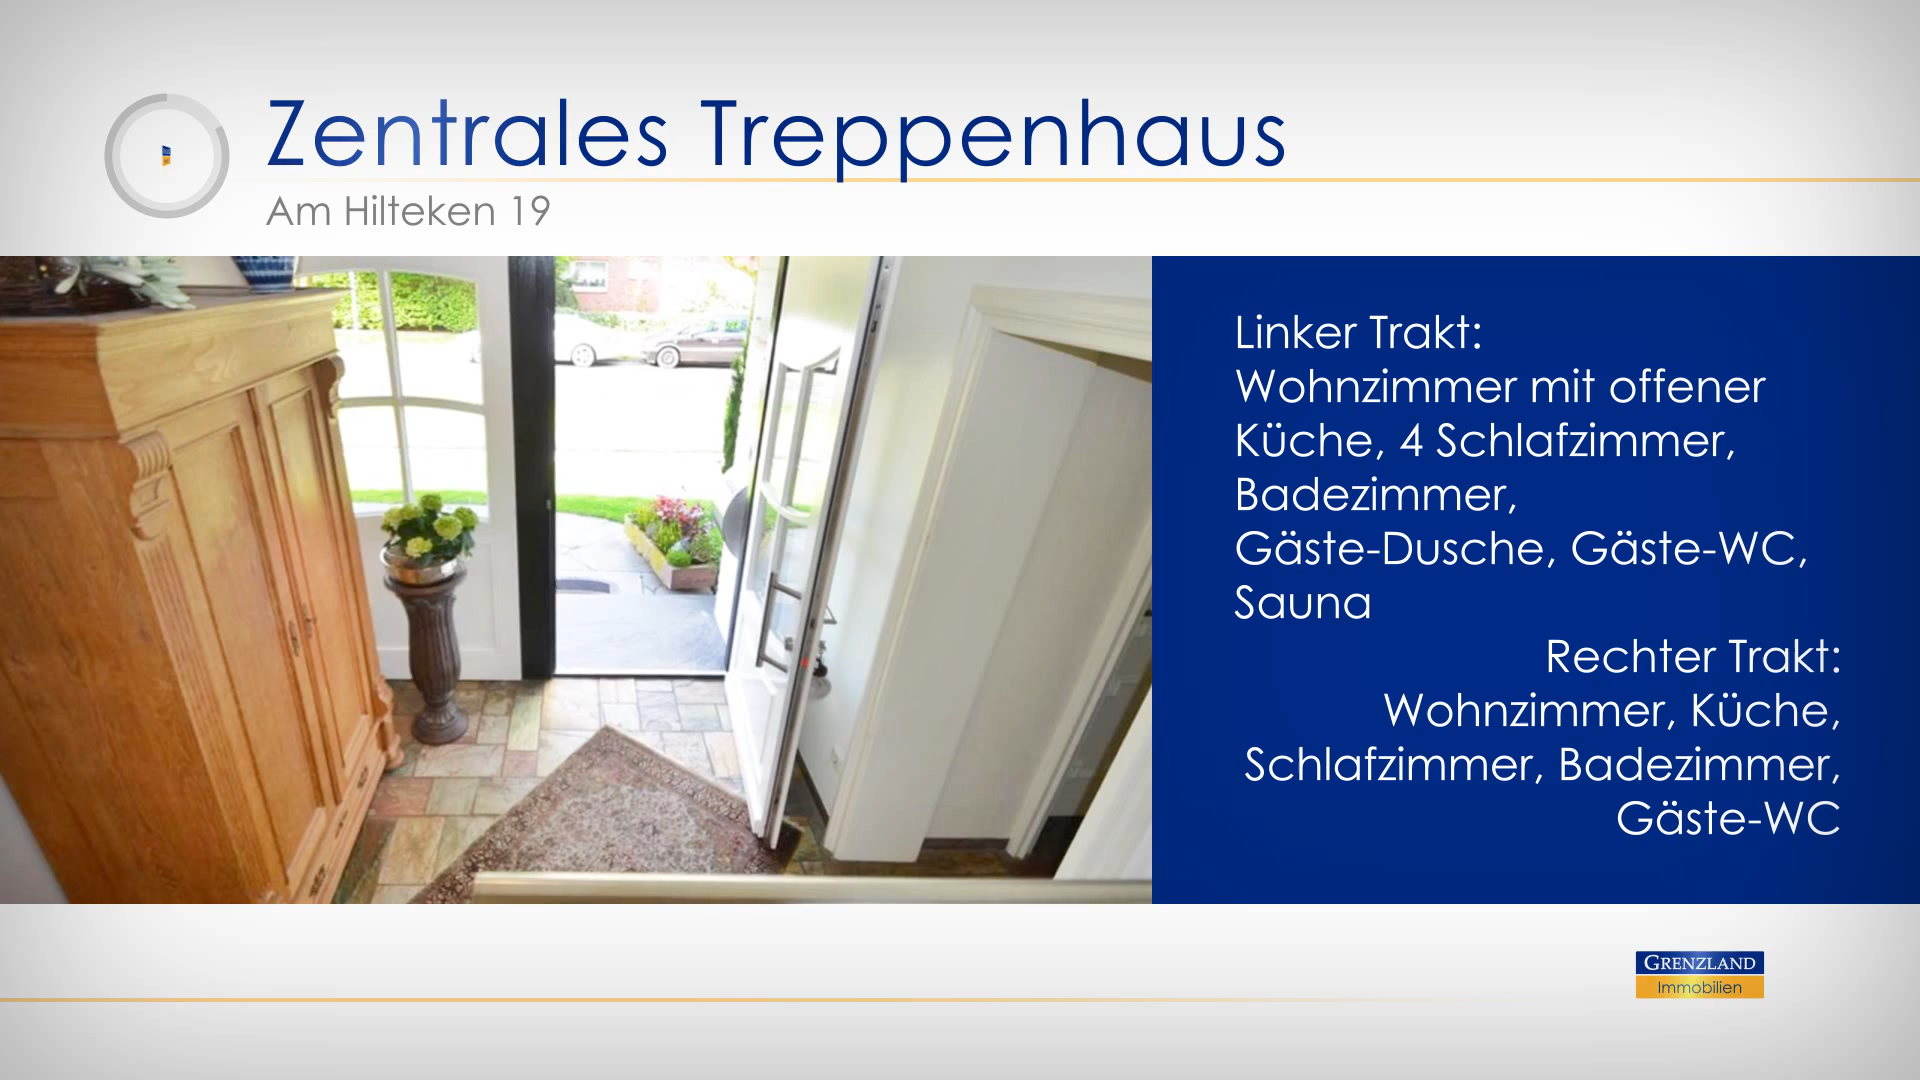 Zentrales Treppenhaus
Am Hilteken 19
Linker Trakt:
Wohnzimmer mit offener
Küche, 4 Schlafzimmer,
Badezimmer,
Gäste-Dusche, Gäste-WC,
Sauna
Rechter Trakt:
Wohnzimmer, Küche,
Schlafzimmer, Badezimmer,
Gäste-WC
GRENZLAND
Immobilien